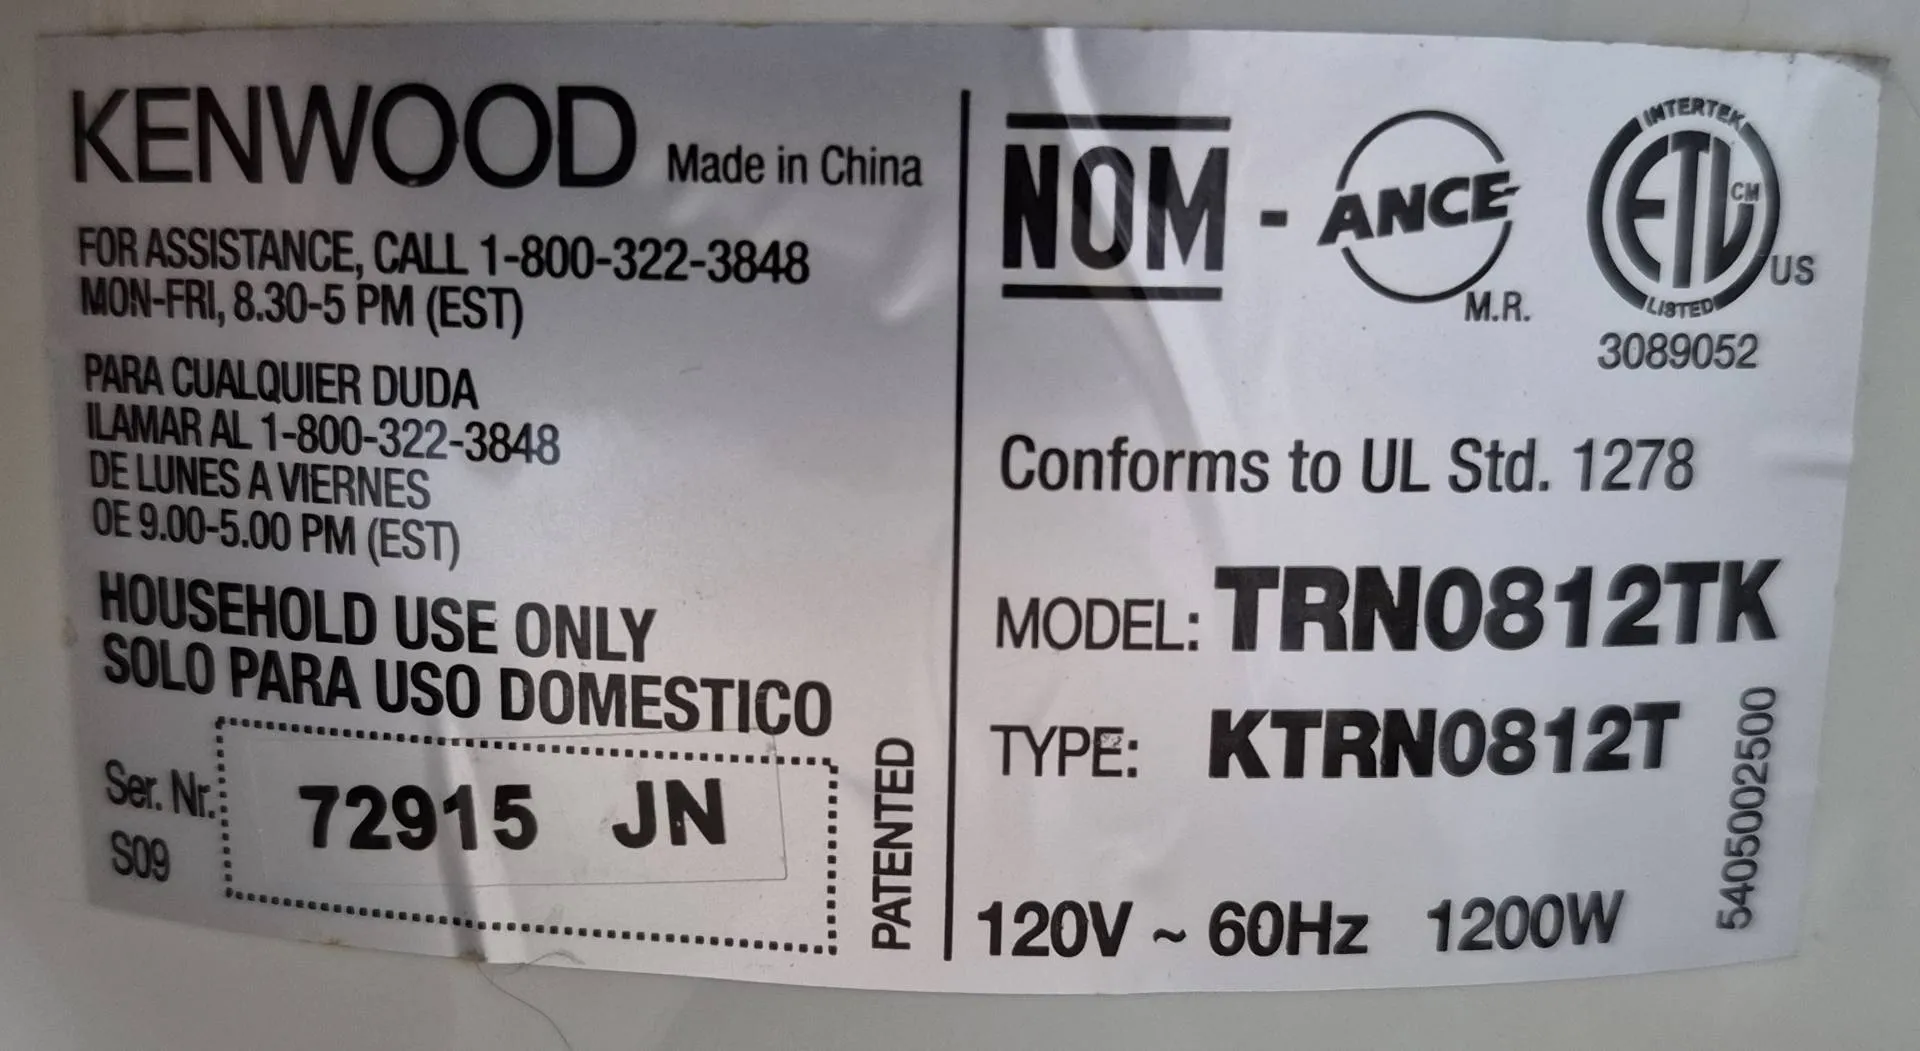 KENWOOD Made in China
FOR ASSISTANCE, CALL 1-800-322-3848
MON-FRI, 8.30-5 PM (EST)
PARA CUALQUIER DUDA
ILAMAR AL 1-800-322-3848
DE LUNES A VIERNES
OE 9.00-5.00 PM (EST)
HOUSEHOLD USE ONLY
SOLO PARA USO DOMESTICO
Ser. Nr.
S09
72915 JN
PATENTED
NOM - ANCE
M.R.
INTERTEK
ETL CM
LISTED
US
3089052
Conforms to UL Std. 1278
MODEL: TRN0812TK
TYPE: KTRN0812T
120V ~ 60Hz 1200W
5405002500